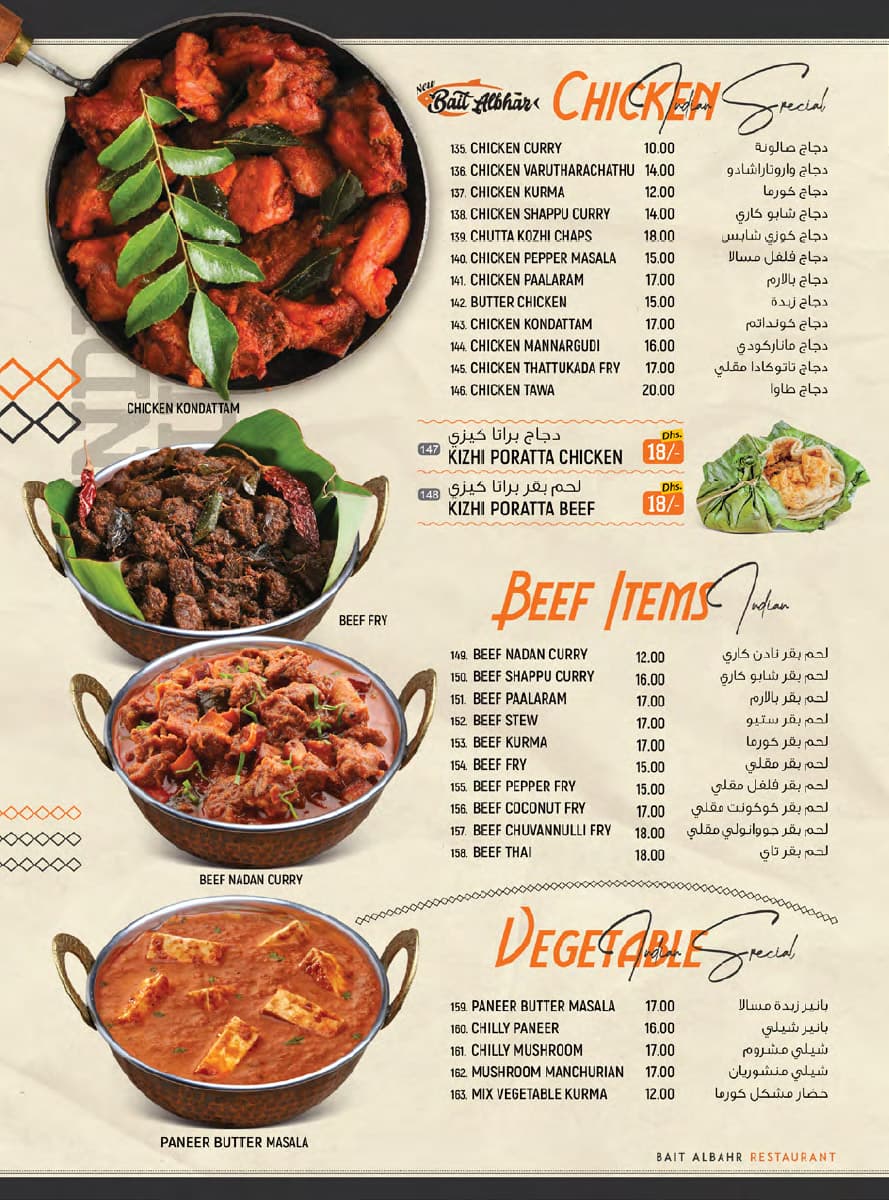 New Bait Albhar CHICKEN Indian Special
135. CHICKEN CURRY 10.00 دجاج صالونة
136. CHICKEN VARUTHARACHATHU 14.00 دجاج واروتاراشادو
137. CHICKEN KURMA 12.00 دجاج كورما
138. CHICKEN SHAPPU CURRY 14.00 دجاج شابو كاري
139. CHUTTA KOZHI CHAPS 18.00 دجاج كوزي شابس
140. CHICKEN PEPPER MASALA 15.00 دجاج فلفل مسالا
141. CHICKEN PAALARAM 17.00 دجاج بالارم
142. BUTTER CHICKEN 15.00 دجاج زبدة
143. CHICKEN KONDATTAM 17.00 دجاج كونداتم
144. CHICKEN MANNARGUDI 16.00 دجاج ماناركودي
145. CHICKEN THATTUKADA FRY 17.00 دجاج تاتوكادا مقلي
146. CHICKEN TAWA 20.00 دجاج طاوا
CHICKEN KONDATTAM
دجاج براتا كيزي
147 KIZHI PORATTA CHICKEN Dhs. 18/-
لحم بقر براتا كيزي
148 KIZHI PORATTA BEEF Dhs. 18/-
BEEF FRY
BEEF ITEMS Indian
149. BEEF NADAN CURRY 12.00 لحم بقر نادن كاري
150. BEEF SHAPPU CURRY 16.00 لحم بقر شابو كاري
151. BEEF PAALARAM 17.00 لحم بقر بالارم
152. BEEF STEW 17.00 لحم بقر ستيو
153. BEEF KURMA 17.00 لحم بقر كورما
154. BEEF FRY 15.00 لحم بقر مقلي
155. BEEF PEPPER FRY 15.00 لحم بقر فلفل مقلي
156. BEEF COCONUT FRY 17.00 لحم بقر كوكونت مقلي
157. BEEF CHUVANNULLI FRY 18.00 لحم بقر جووانولي مقلي
158. BEEF THAI 18.00 لحم بقر تاي
BEEF NADAN CURRY
VEGETABLE Indian Special
159. PANEER BUTTER MASALA 17.00 بانير زبدة مسالا
160. CHILLY PANEER 16.00 بانير شيلي
161. CHILLY MUSHROOM 17.00 شيلي مشروم
162. MUSHROOM MANCHURIAN 17.00 شيلي منشوريان
163. MIX VEGETABLE KURMA 12.00 خضار مشكل كورما
PANEER BUTTER MASALA
BAIT ALBAHR RESTAURANT